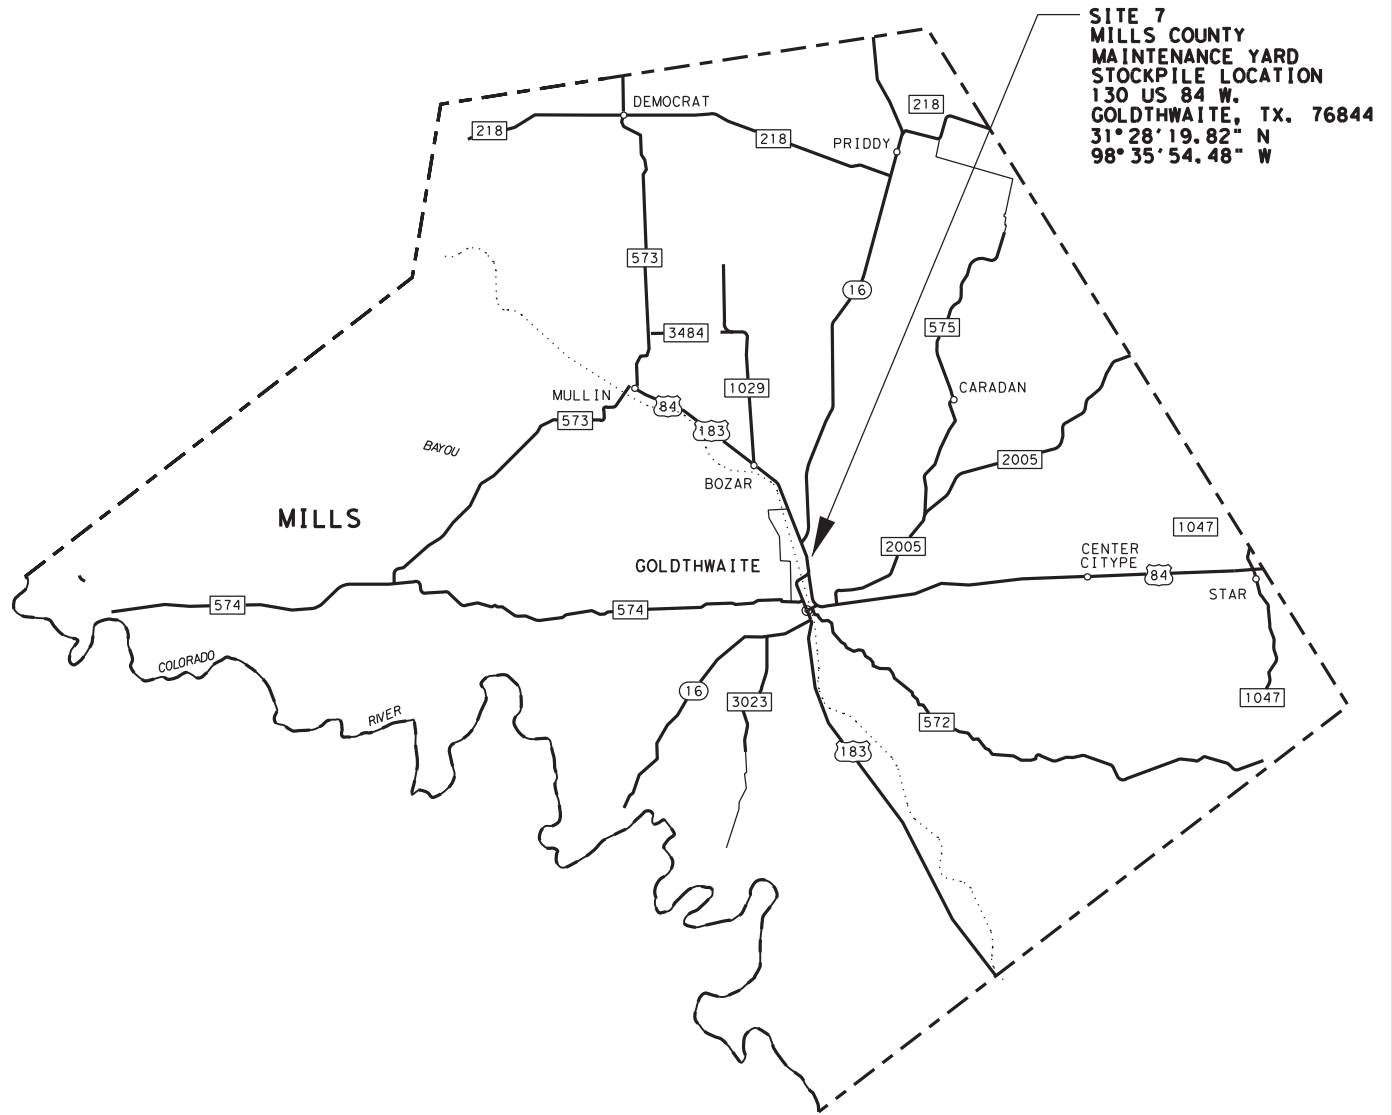 SITE 7
MILLS COUNTY
MAINTENANCE YARD
STOCKPILE LOCATION
130 US 84 W.
GOLDTHWAITE, TX. 76844
31°28'19.82" N
98°35'54.48" W
DEMOCRAT
218
218
218
PRIDDY
573
16
3484
575
1029
CARADAN
MULLIN
84
573
183
BAYOU
2005
BOZAR
MILLS
1047
2005
CENTER
CITYPE
84
GOLDTHWAITE
STAR
574
574
COLORADO
16
3023
1047
RIVER
572
183